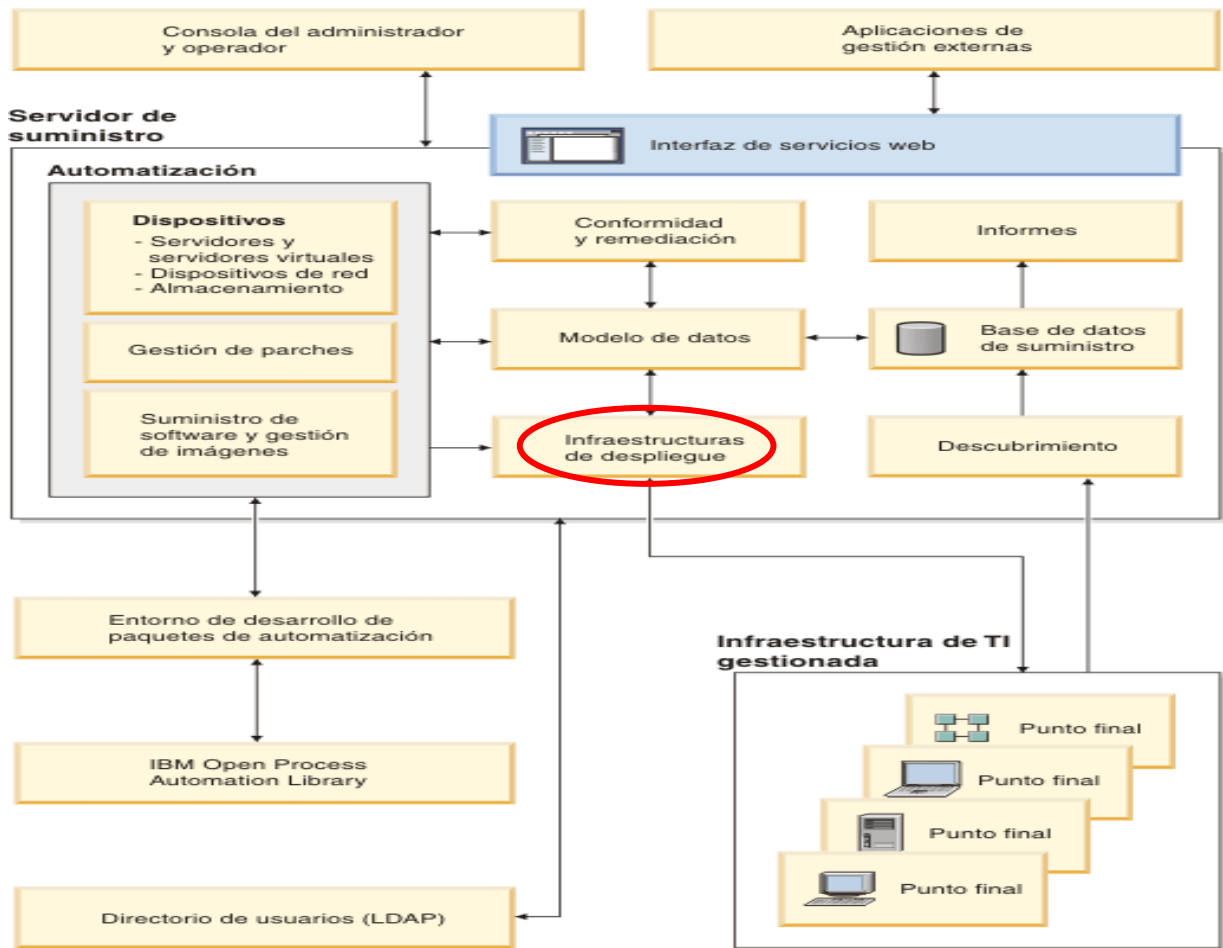 Consola del administrador
y operador
Aplicaciones de
gestión externas
Servidor de
suministro
Interfaz de servicios web
Automatización
Dispositivos
- Servidores y
servidores virtuales
- Dispositivos de red
- Almacenamiento
Conformidad
y remediación
Informes
Gestión de parches
Modelo de datos
Base de datos
de suministro
Suministro de
software y gestión
de imágenes
Infraestructuras
de despliegue
Descubrimiento
Entorno de desarrollo de
paquetes de automatización
Infraestructura de TI
gestionada
Punto final
IBM Open Process
Automation Library
Punto final
Punto final
Punto final
Directorio de usuarios (LDAP)